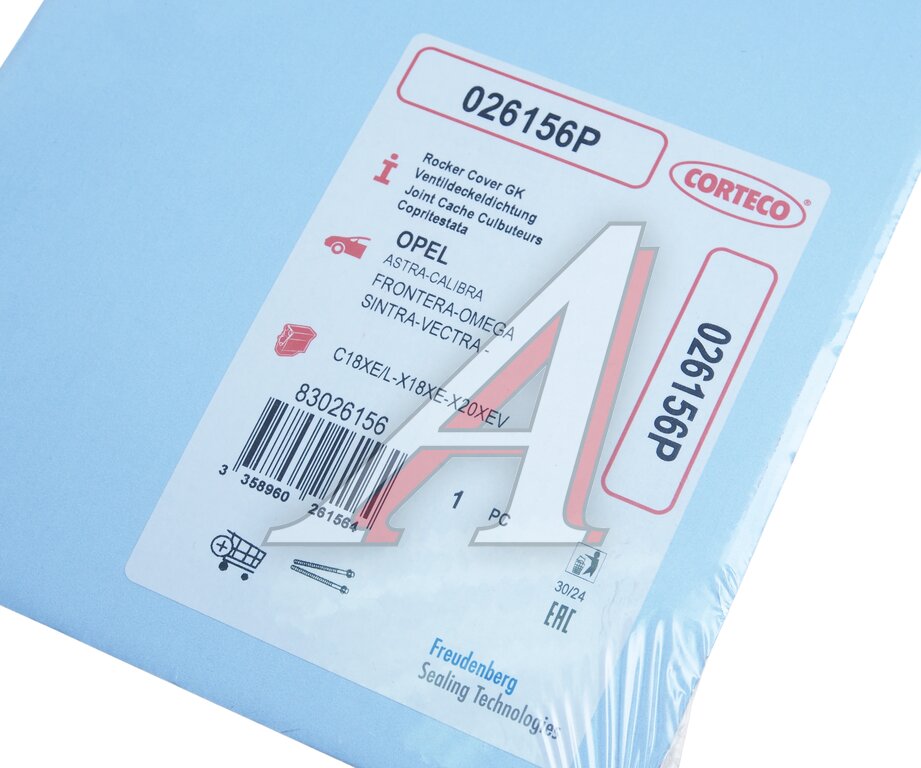 026156P
CORTECO®
i
Rocker Cover GK
Ventildeckeldichtung
Joint Cache Culbuteurs
Copritestata
OPEL
ASTRA-CALIBRA
FRONTERA-OMEGA
SINTRA-VECTRA -
C18XE/L-X18XE-X20XEV
83026156
3 358960 261564
1 PC
026156P
30/24
EAC
Freudenberg
Sealing Technologies
A